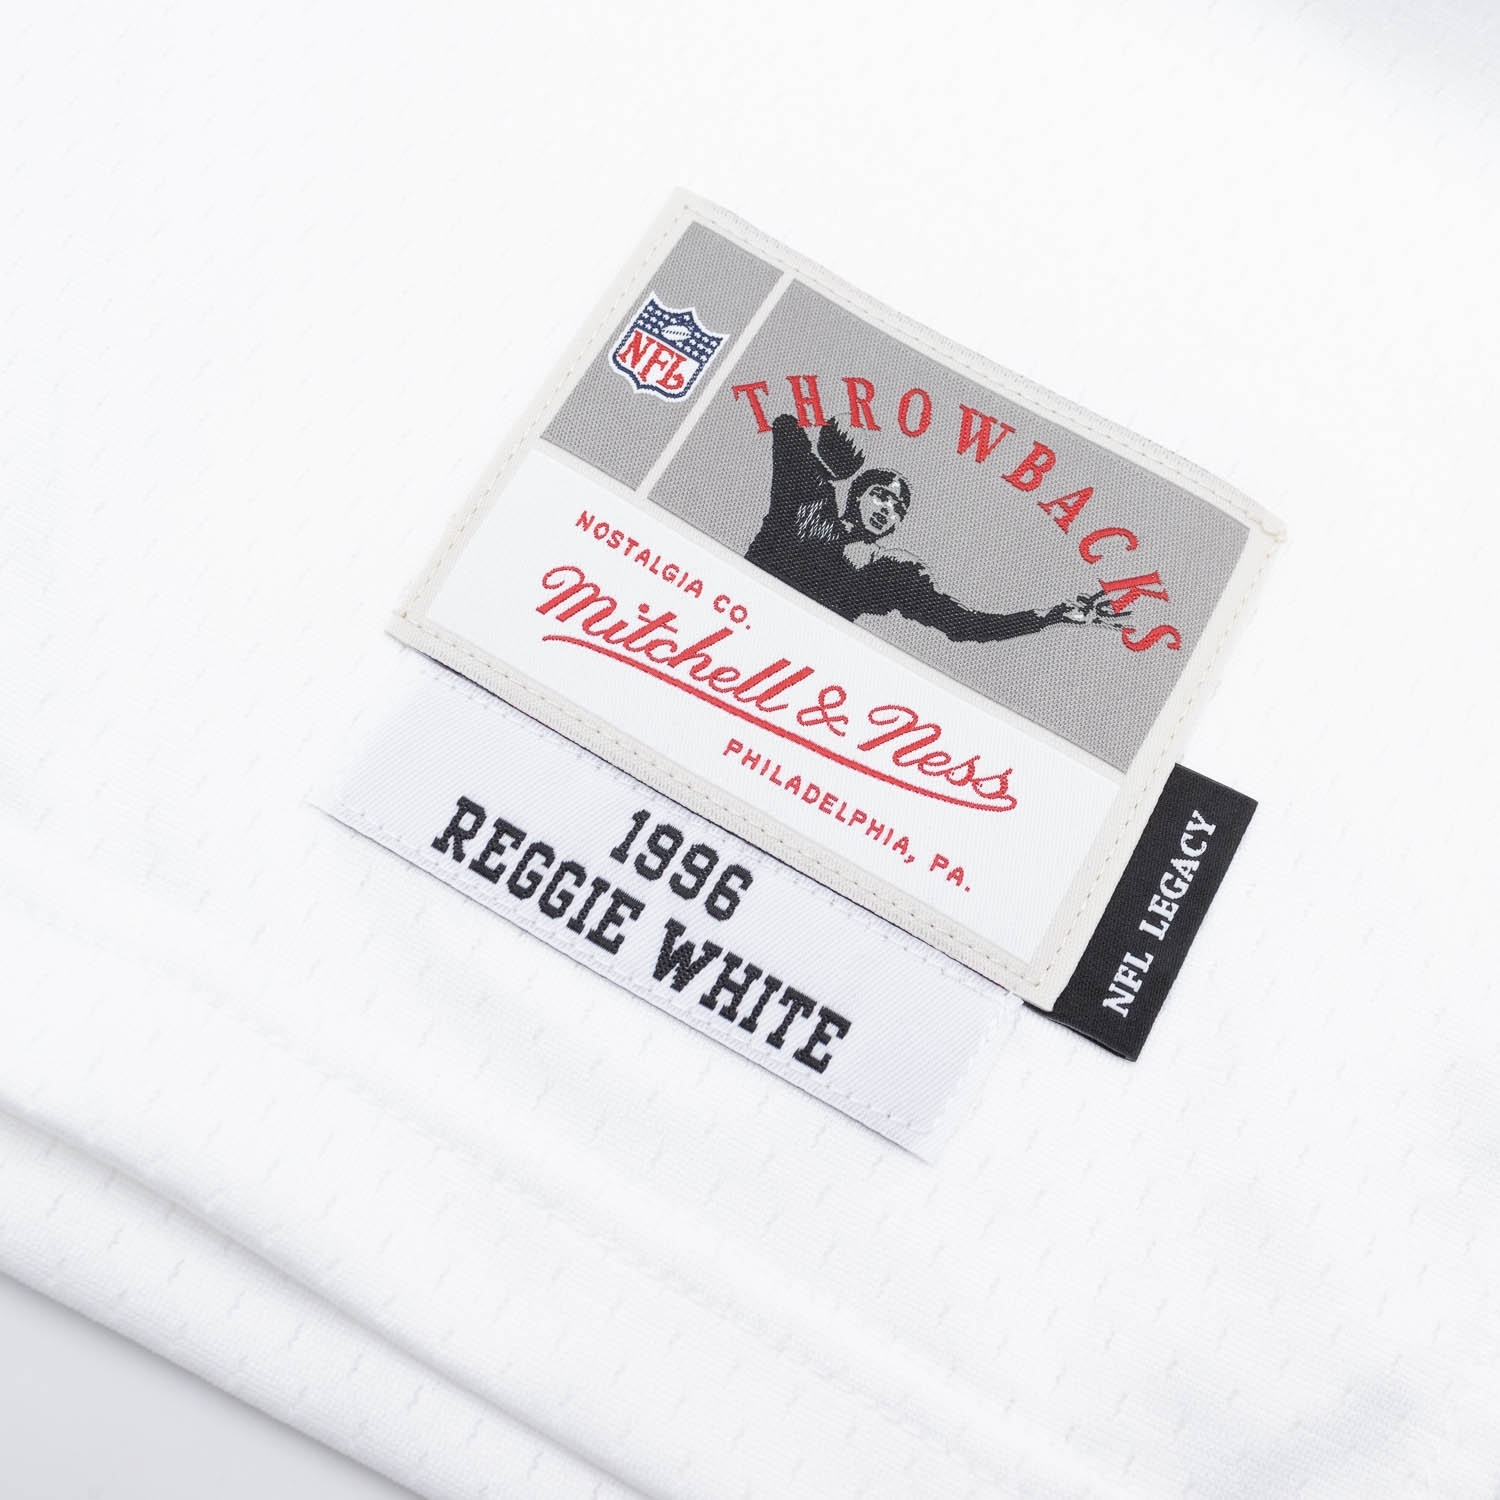 NFL
THROWBACKS
NOSTALGIA CO.
Mitchell & Ness
PHILADELPHIA, PA.
1996
REGGIE WHITE
NFL LEGACY